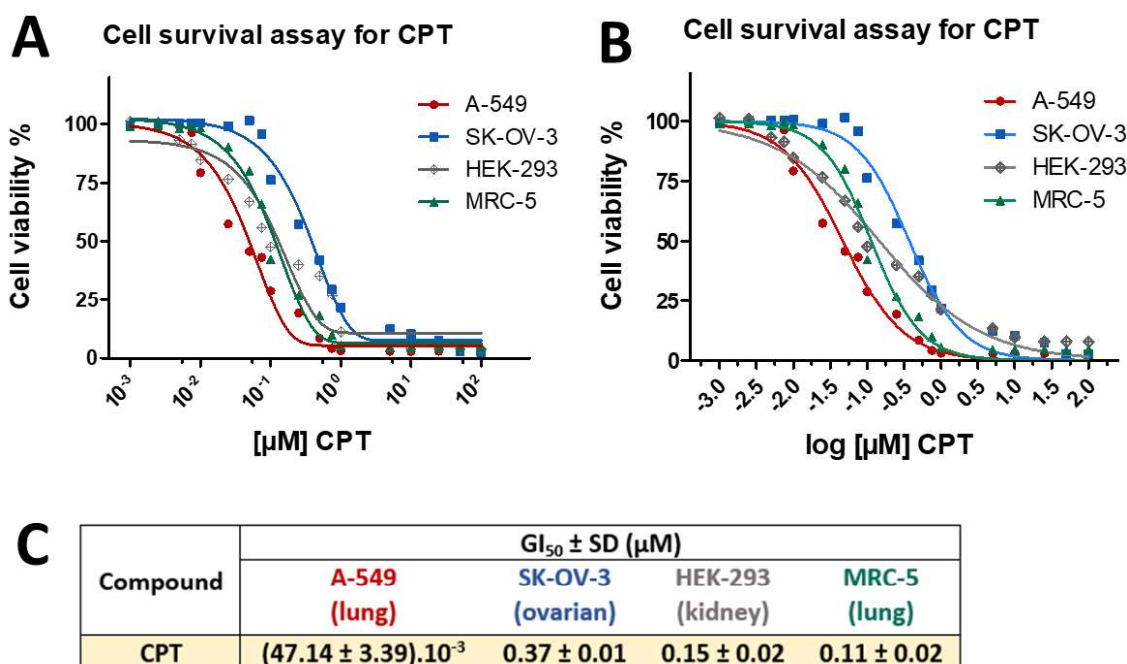 A
Cell survival assay for CPT
Cell viability %
100
75
50
25
0
A-549
SK-OV-3
HEK-293
MRC-5
10⁻³
10⁻²
10⁻¹
10⁰
10¹
10²
[µM] CPT
B
Cell survival assay for CPT
Cell viability %
100
75
50
25
0
A-549
SK-OV-3
HEK-293
MRC-5
-3.0
-2.5
-2.0
-1.5
-1.0
-0.5
0.0
0.5
1.0
1.5
2.0
log [µM] CPT
C
Compound
GI₅₀ ± SD (µM)
A-549 SK-OV-3 HEK-293 MRC-5
(lung) (ovarian) (kidney) (lung)
CPT (47.14 ± 3.39).10⁻³ 0.37 ± 0.01 0.15 ± 0.02 0.11 ± 0.02